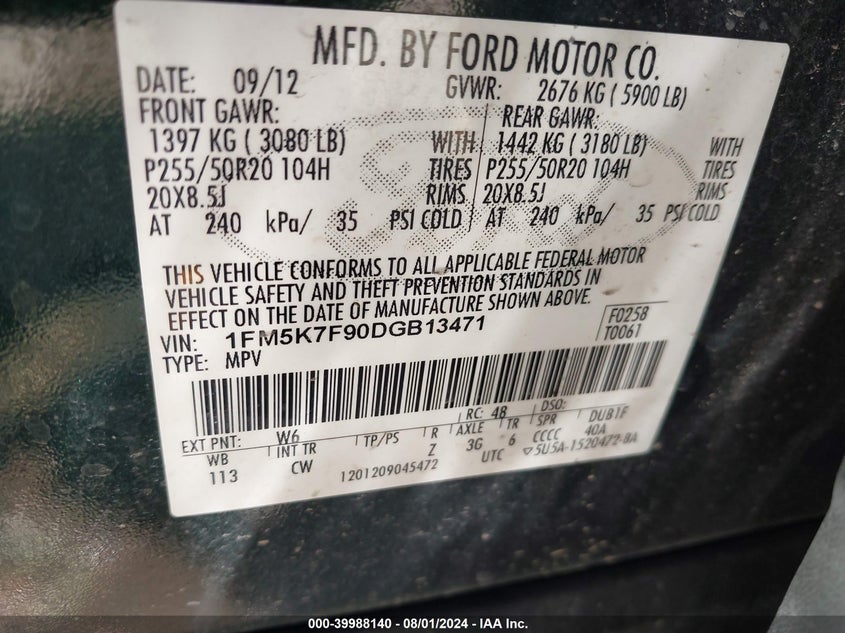 MFD. BY FORD MOTOR CO.
DATE: 09/12 GVWR: 2676 KG ( 5900 LB)
FRONT GAWR: REAR GAWR:
1397 KG ( 3080 LB) WITH 1442 KG ( 3180 LB) WITH
P255/50R20 104H TIRES P255/50R20 104H TIRES
20X8.5J RIMS 20X8.5J RIMS
AT 240 kPa/ 35 PSI COLD AT 240 kPa/ 35 PSI COLD
THIS VEHICLE CONFORMS TO ALL APPLICABLE FEDERAL MOTOR
VEHICLE SAFETY AND THEFT PREVENTION STANDARDS IN
EFFECT ON THE DATE OF MANUFACTURE SHOWN ABOVE.
VIN: 1FM5K7F90DGB13471 F0258
TYPE: MPV T0061
EXT PNT: W6 RC: 48 DSO:
WB INT TR TP/PS R AXLE TR SPR DUB1F
113 CW Z 3G 6 CCCC 40A
1201209045472 UTC ▽5U5A-1520472-BA
000-39988140 - 08/01/2024 - IAA Inc.